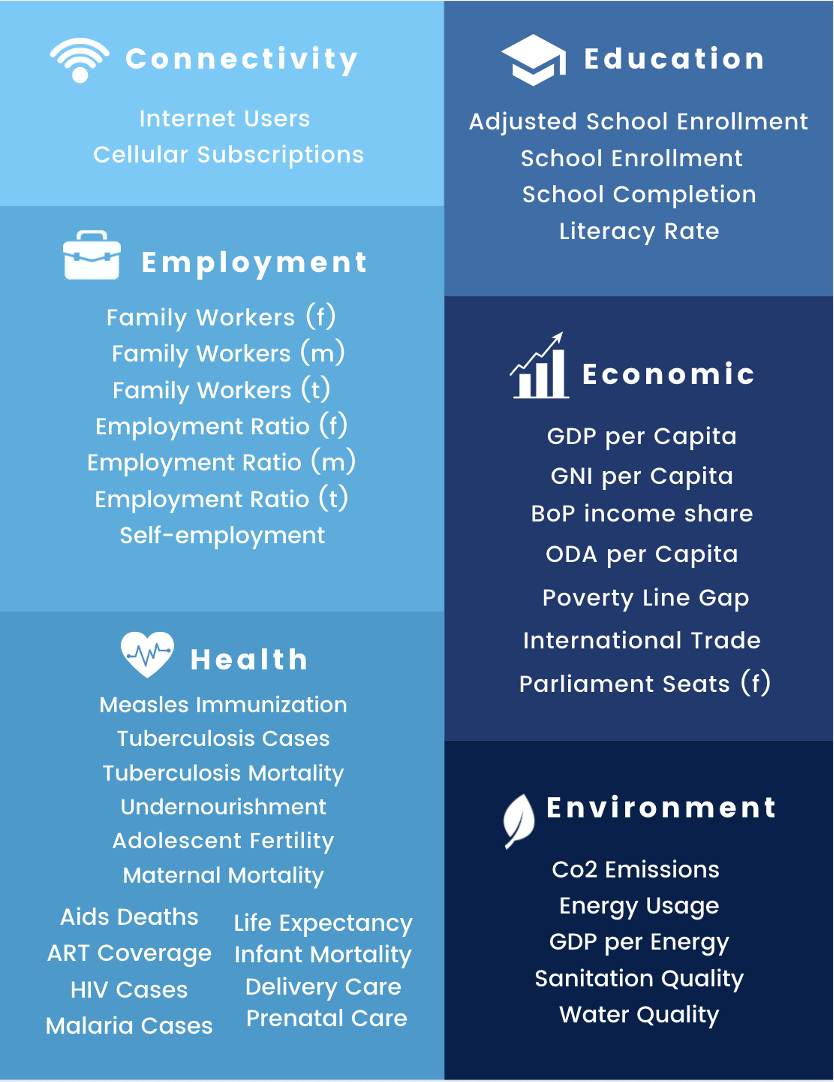 Connectivity
Internet Users
Cellular Subscriptions
Employment
Family Workers (f)
Family Workers (m)
Family Workers (t)
Employment Ratio (f)
Employment Ratio (m)
Employment Ratio (t)
Self-employment
Health
Measles Immunization
Tuberculosis Cases
Tuberculosis Mortality
Undernourishment
Adolescent Fertility
Maternal Mortality
Aids Deaths
ART Coverage
HIV Cases
Malaria Cases
Life Expectancy
Infant Mortality
Delivery Care
Prenatal Care
Education
Adjusted School Enrollment
School Enrollment
School Completion
Literacy Rate
Economic
GDP per Capita
GNI per Capita
BoP income share
ODA per Capita
Poverty Line Gap
International Trade
Parliament Seats (f)
Environment
Co2 Emissions
Energy Usage
GDP per Energy
Sanitation Quality
Water Quality